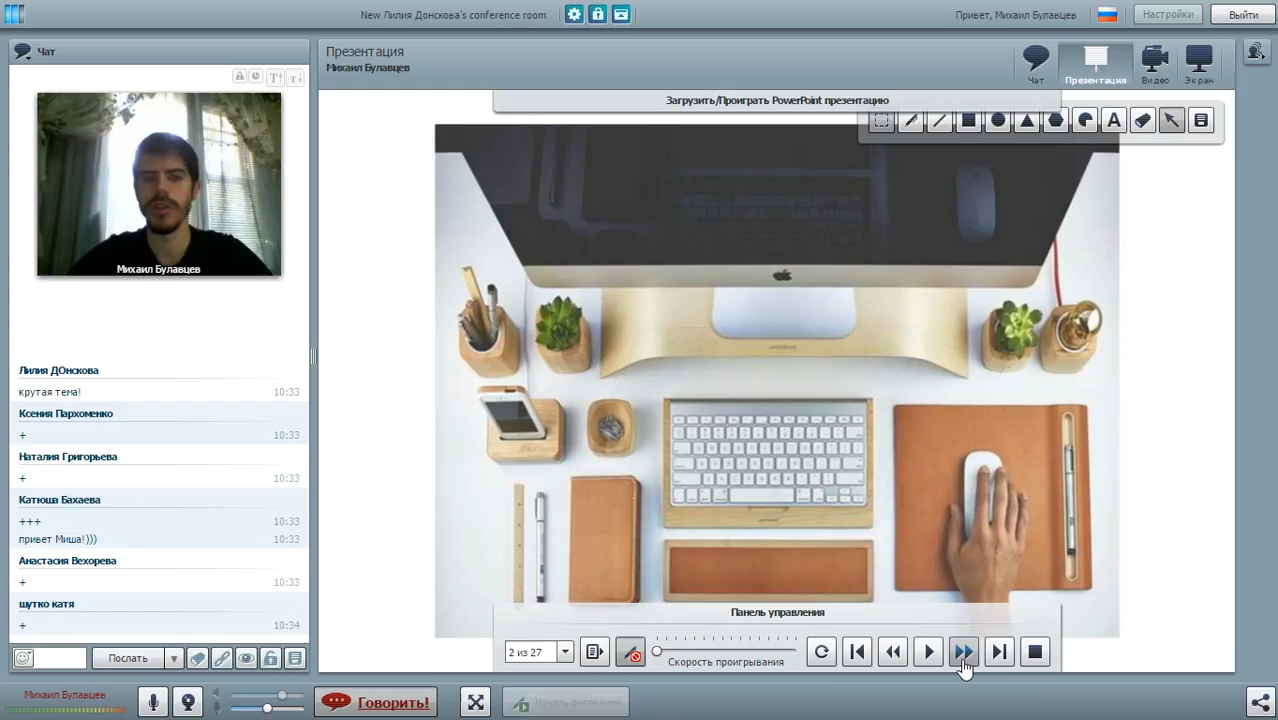 New Лилия Донскова's conference room
Привет, Михаил Булавцев
Настройки
Выйти
Чат
Презентация
Михаил Булавцев
Чат
Презентация
Видео
Экран
Загрузить/Проиграть PowerPoint презентацию
Михаил Булавцев
Лилия ДОнскова
крутая тема! 10:33
Ксения Пархоменко
+ 10:33
Наталия Григорьева
+ 10:33
Катюша Бахаева
+++ 10:33
привет Миша!))) 10:33
Анастасия Вехорева
+ 10:33
шутко катя
+ 10:34
Послать
Панель управления
2 из 27
Скорость проигрывания
Михаил Булавцев
Говорить!
Начать рисование